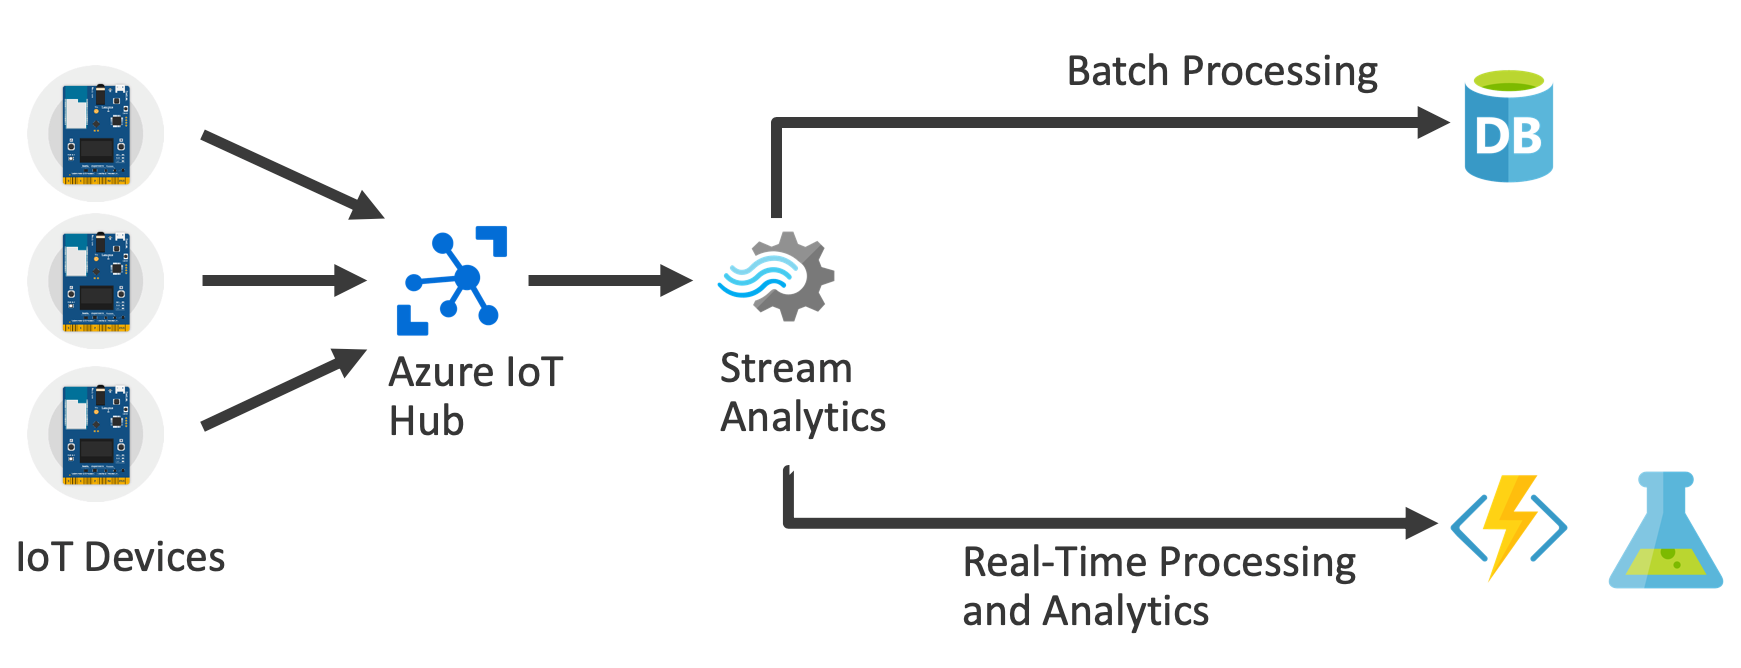 Batch Processing
DB
Azure IoT
Hub
Stream
Analytics
IoT Devices
Real-Time Processing
and Analytics